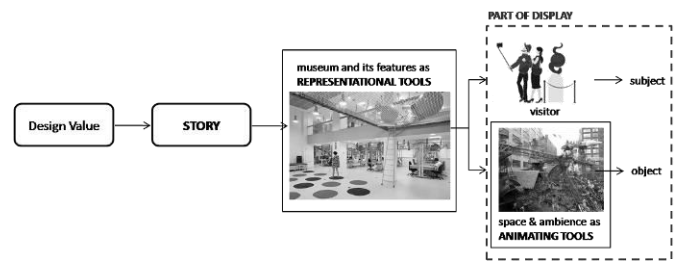 PART OF DISPLAY
museum and its features as
REPRESENTATIONAL TOOLS
Design Value
STORY
visitor
subject
object
space & ambience as
ANIMATING TOOLS